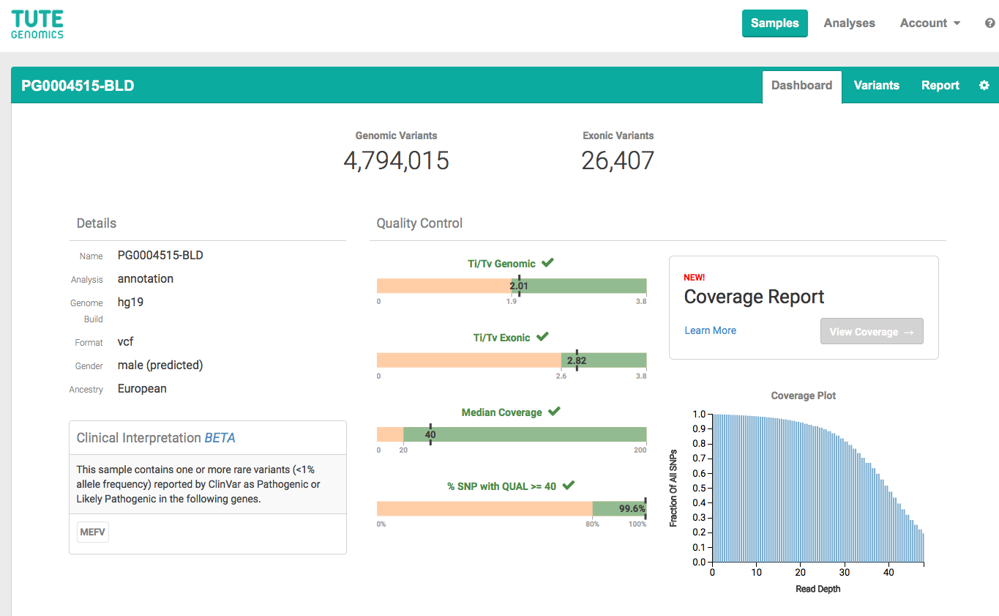 TUTE
GENOMICS
Samples
Analyses
Account
?
PG0004515-BLD
Dashboard
Variants
Report
Genomic Variants
4,794,015
Exonic Variants
26,407
Details
Name PG0004515-BLD
Analysis annotation
Genome hg19
Build
Format vcf
Gender male (predicted)
Ancestry European
Clinical Interpretation BETA
This sample contains one or more rare variants (<1%
allele frequency) reported by ClinVar as Pathogenic or
Likely Pathogenic in the following genes.
MEFV
Quality Control
Ti/Tv Genomic
2.01
0 1.9 3.8
Ti/Tv Exonic
2.82
0 2.6 3.8
Median Coverage
40
0 20 200
% SNP with QUAL >= 40
99.6%
0% 80% 100%
NEW!
Coverage Report
Learn More
View Coverage →
Coverage Plot
Fraction Of All SNPs
1.0
0.9
0.8
0.7
0.6
0.5
0.4
0.3
0.2
0.1
0.0
0 10 20 30 40
Read Depth